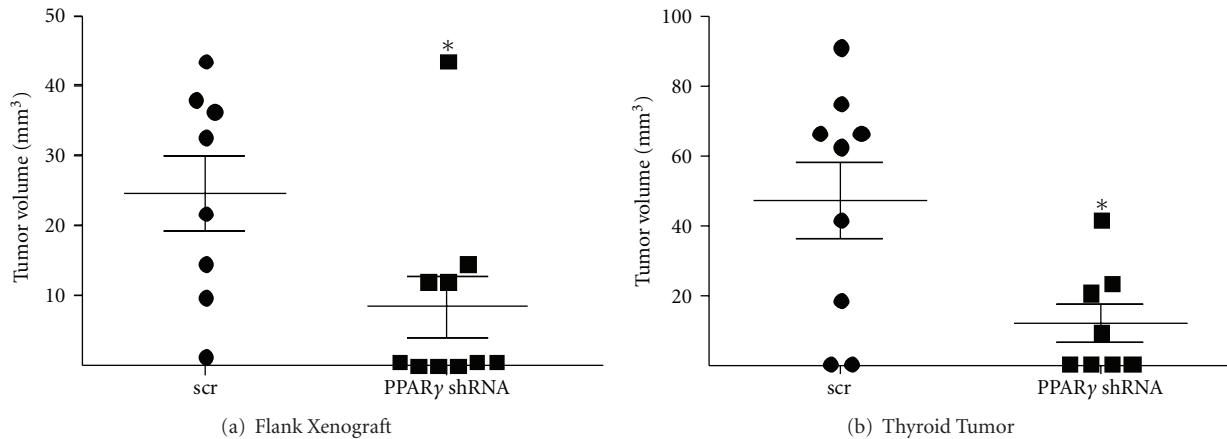 50
40
30
20
10
Tumor volume (mm³)
*
scr
PPARγ shRNA
(a) Flank Xenograft
100
80
60
40
20
Tumor volume (mm³)
*
scr
PPARγ shRNA
(b) Thyroid Tumor